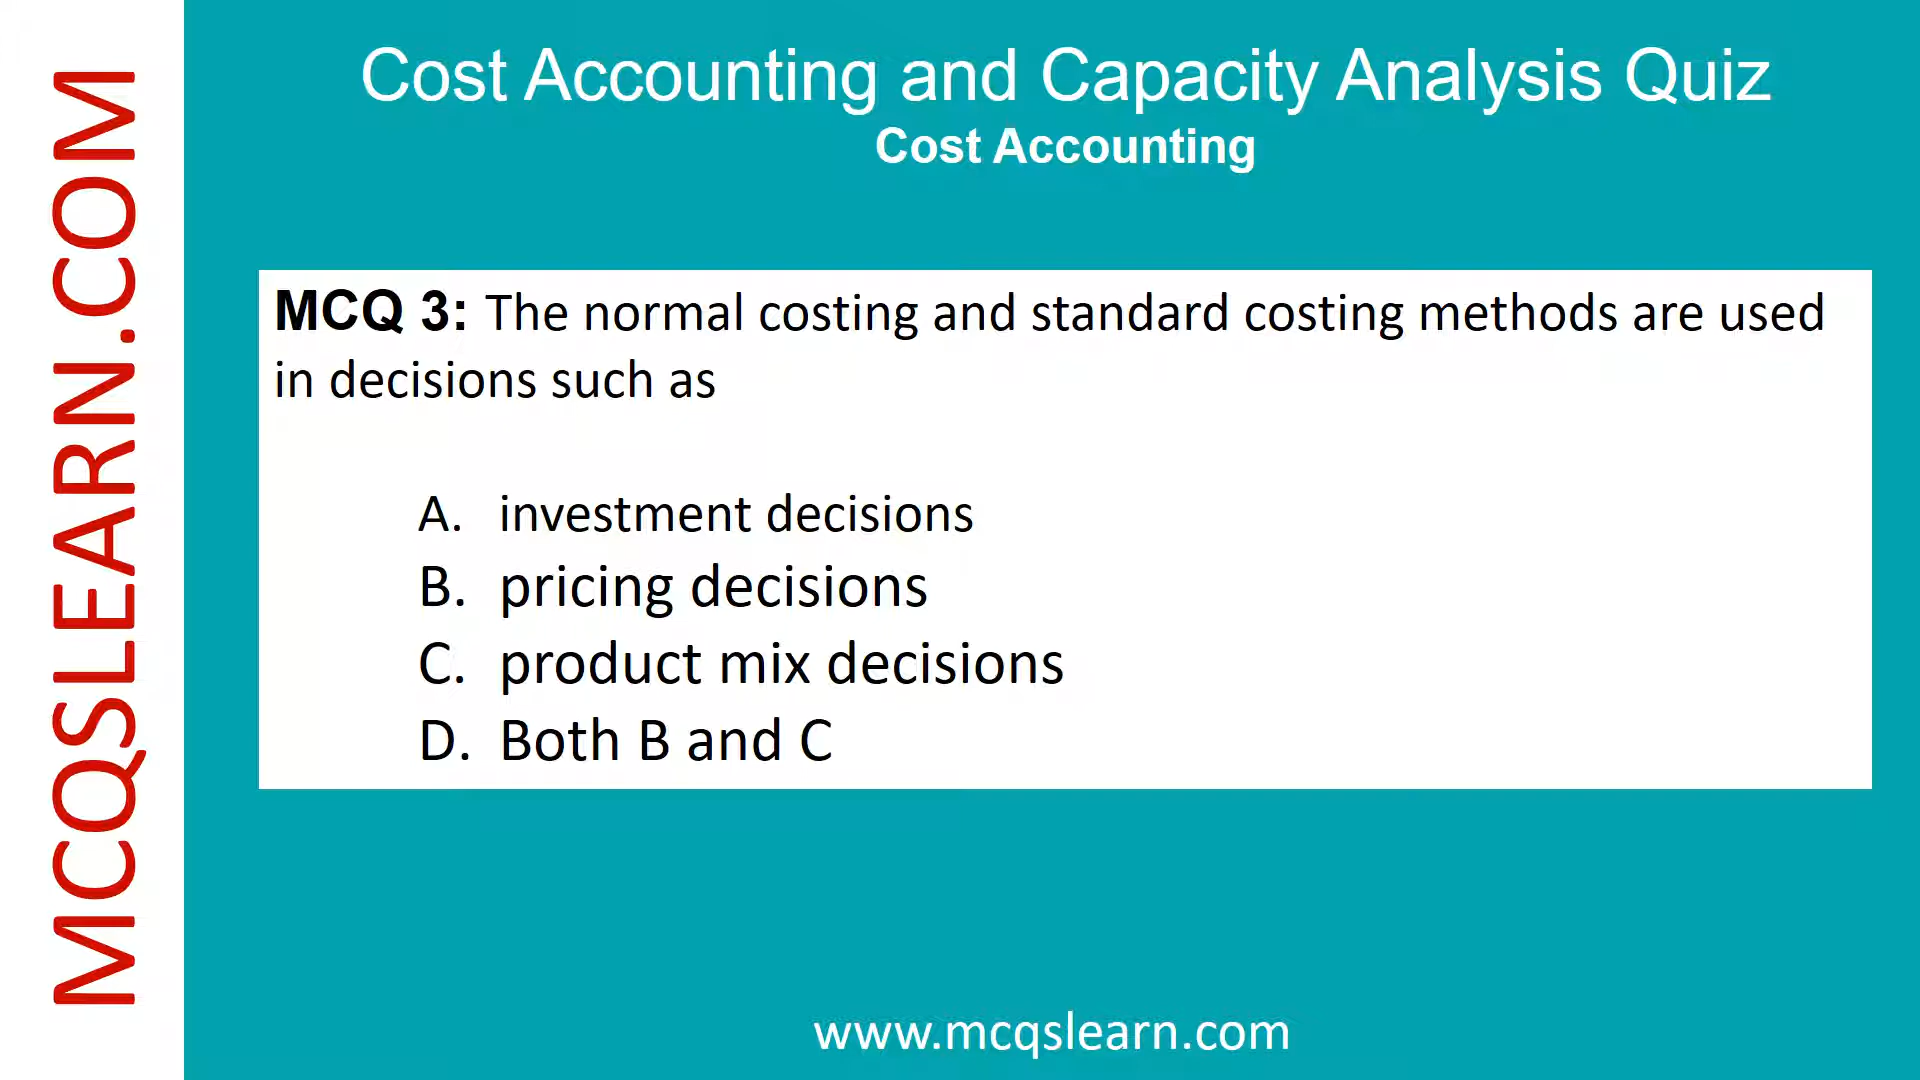 MCQSLEARN.COM
Cost Accounting and Capacity Analysis Quiz
Cost Accounting
MCQ 3: The normal costing and standard costing methods are used
in decisions such as
A. investment decisions
B. pricing decisions
C. product mix decisions
D. Both B and C
www.mcqslearn.com